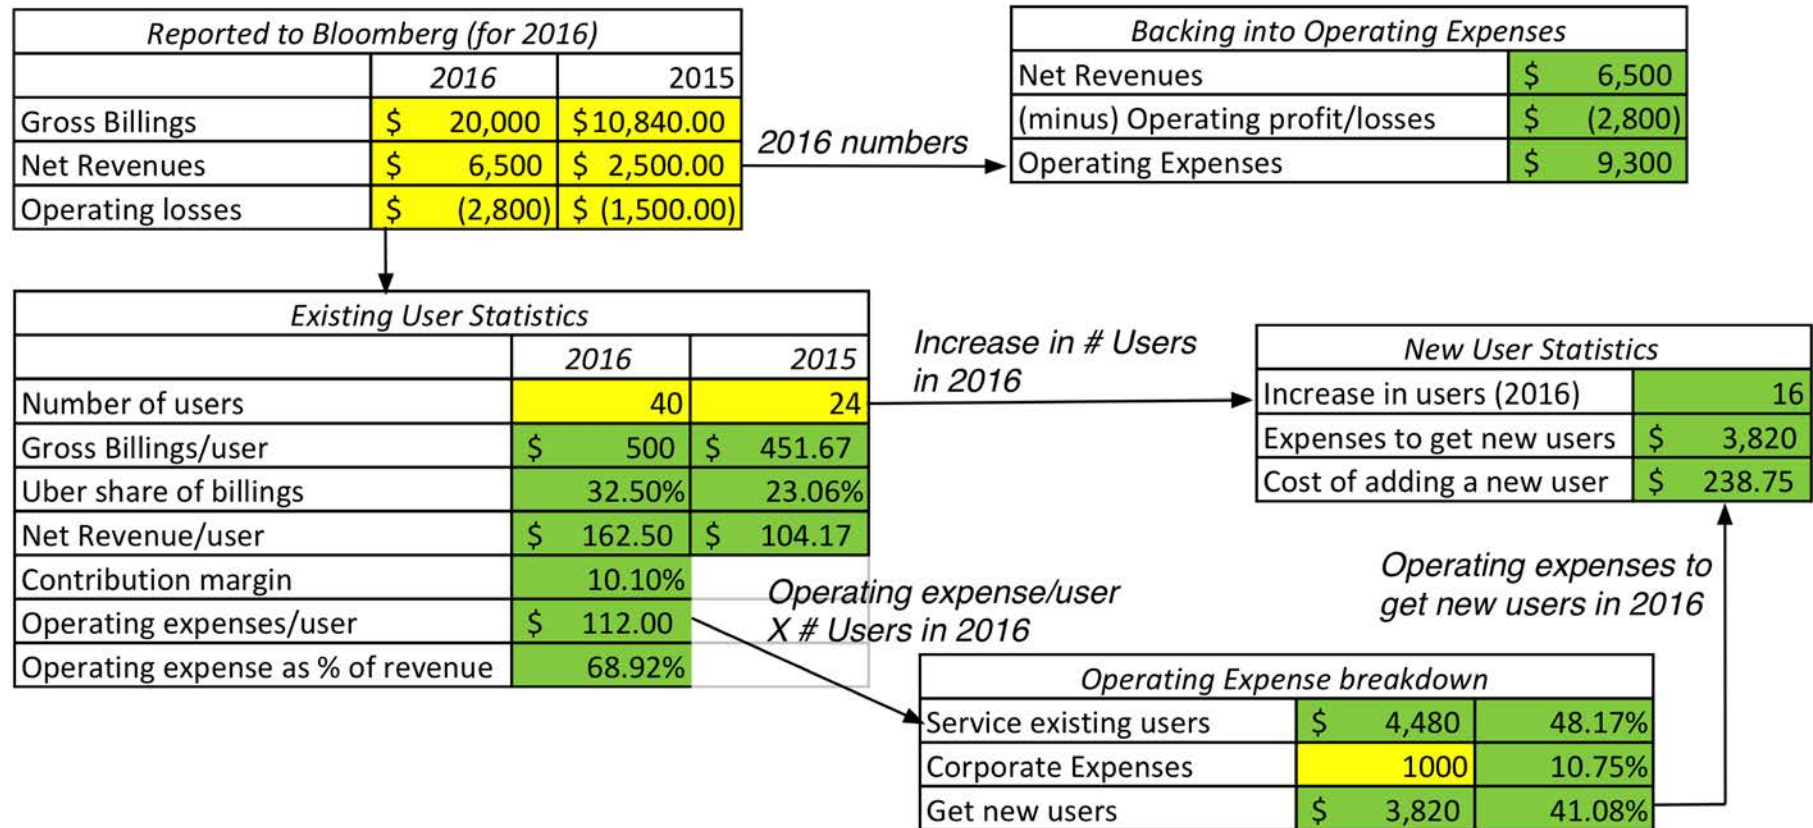 Reported to Bloomberg (for 2016)
2016 2015
Gross Billings $ 20,000 $10,840.00
Net Revenues $ 6,500 $ 2,500.00
Operating losses $ (2,800) $ (1,500.00)
2016 numbers
Backing into Operating Expenses
Net Revenues $ 6,500
(minus) Operating profit/losses $ (2,800)
Operating Expenses $ 9,300
Existing User Statistics
2016 2015
Number of users 40 24
Gross Billings/user $ 500 $ 451.67
Uber share of billings 32.50% 23.06%
Net Revenue/user $ 162.50 $ 104.17
Contribution margin 10.10%
Operating expenses/user $ 112.00
Operating expense as % of revenue 68.92%
Increase in # Users
in 2016
New User Statistics
Increase in users (2016) 16
Expenses to get new users $ 3,820
Cost of adding a new user $ 238.75
Operating expense/user
X # Users in 2016
Operating expenses to
get new users in 2016
Operating Expense breakdown
Service existing users $ 4,480 48.17%
Corporate Expenses 1000 10.75%
Get new users $ 3,820 41.08%